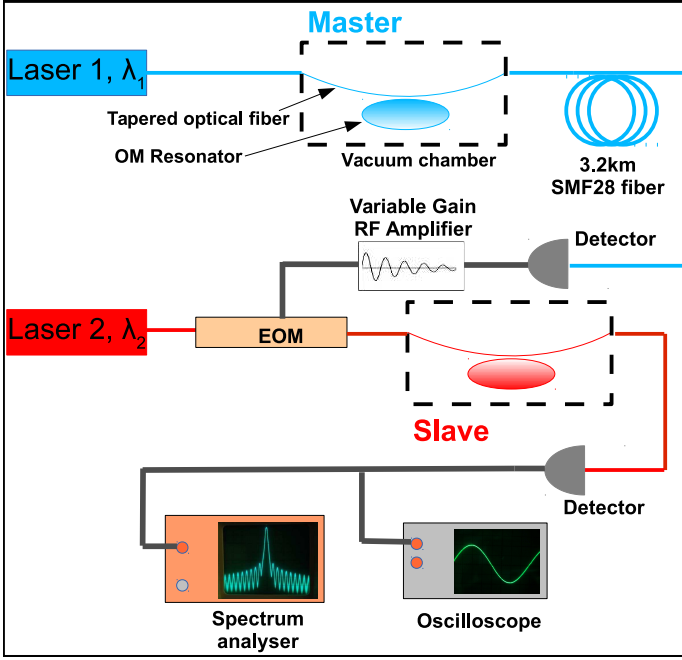 Master
Laser 1, λ1
Tapered optical fiber
OM Resonator
Vacuum chamber
3.2km
SMF28 fiber
Variable Gain
RF Amplifier
Detector
Laser 2, λ2
EOM
Slave
Detector
Spectrum
analyser
Oscilloscope